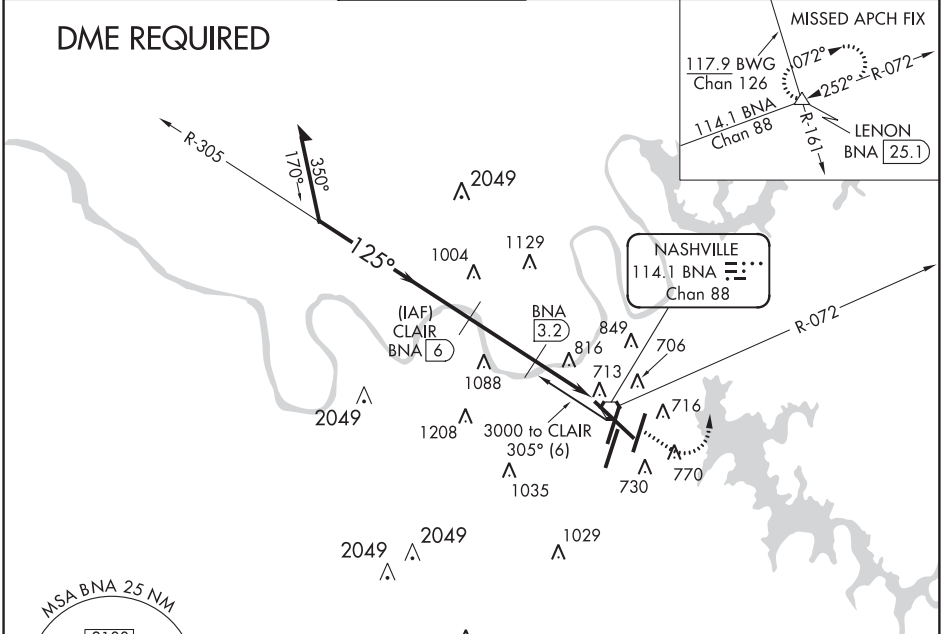 DME REQUIRED
MISSED APCH FIX
117.9 BWG
Chan 126
072°
252°
R-072
114.1 BNA
Chan 88
R-161
LENON
BNA 25.1
R-305
350°
170°
2049
125°
1004
1129
NASHVILLE
114.1 BNA
Chan 88
R-072
(IAF)
CLAIR
BNA 6
BNA
3.2
849
816
706
713
1088
2049
716
1208
3000 to CLAIR
305° (6)
770
730
1035
2049
2049
1029
MSA BNA 25 NM